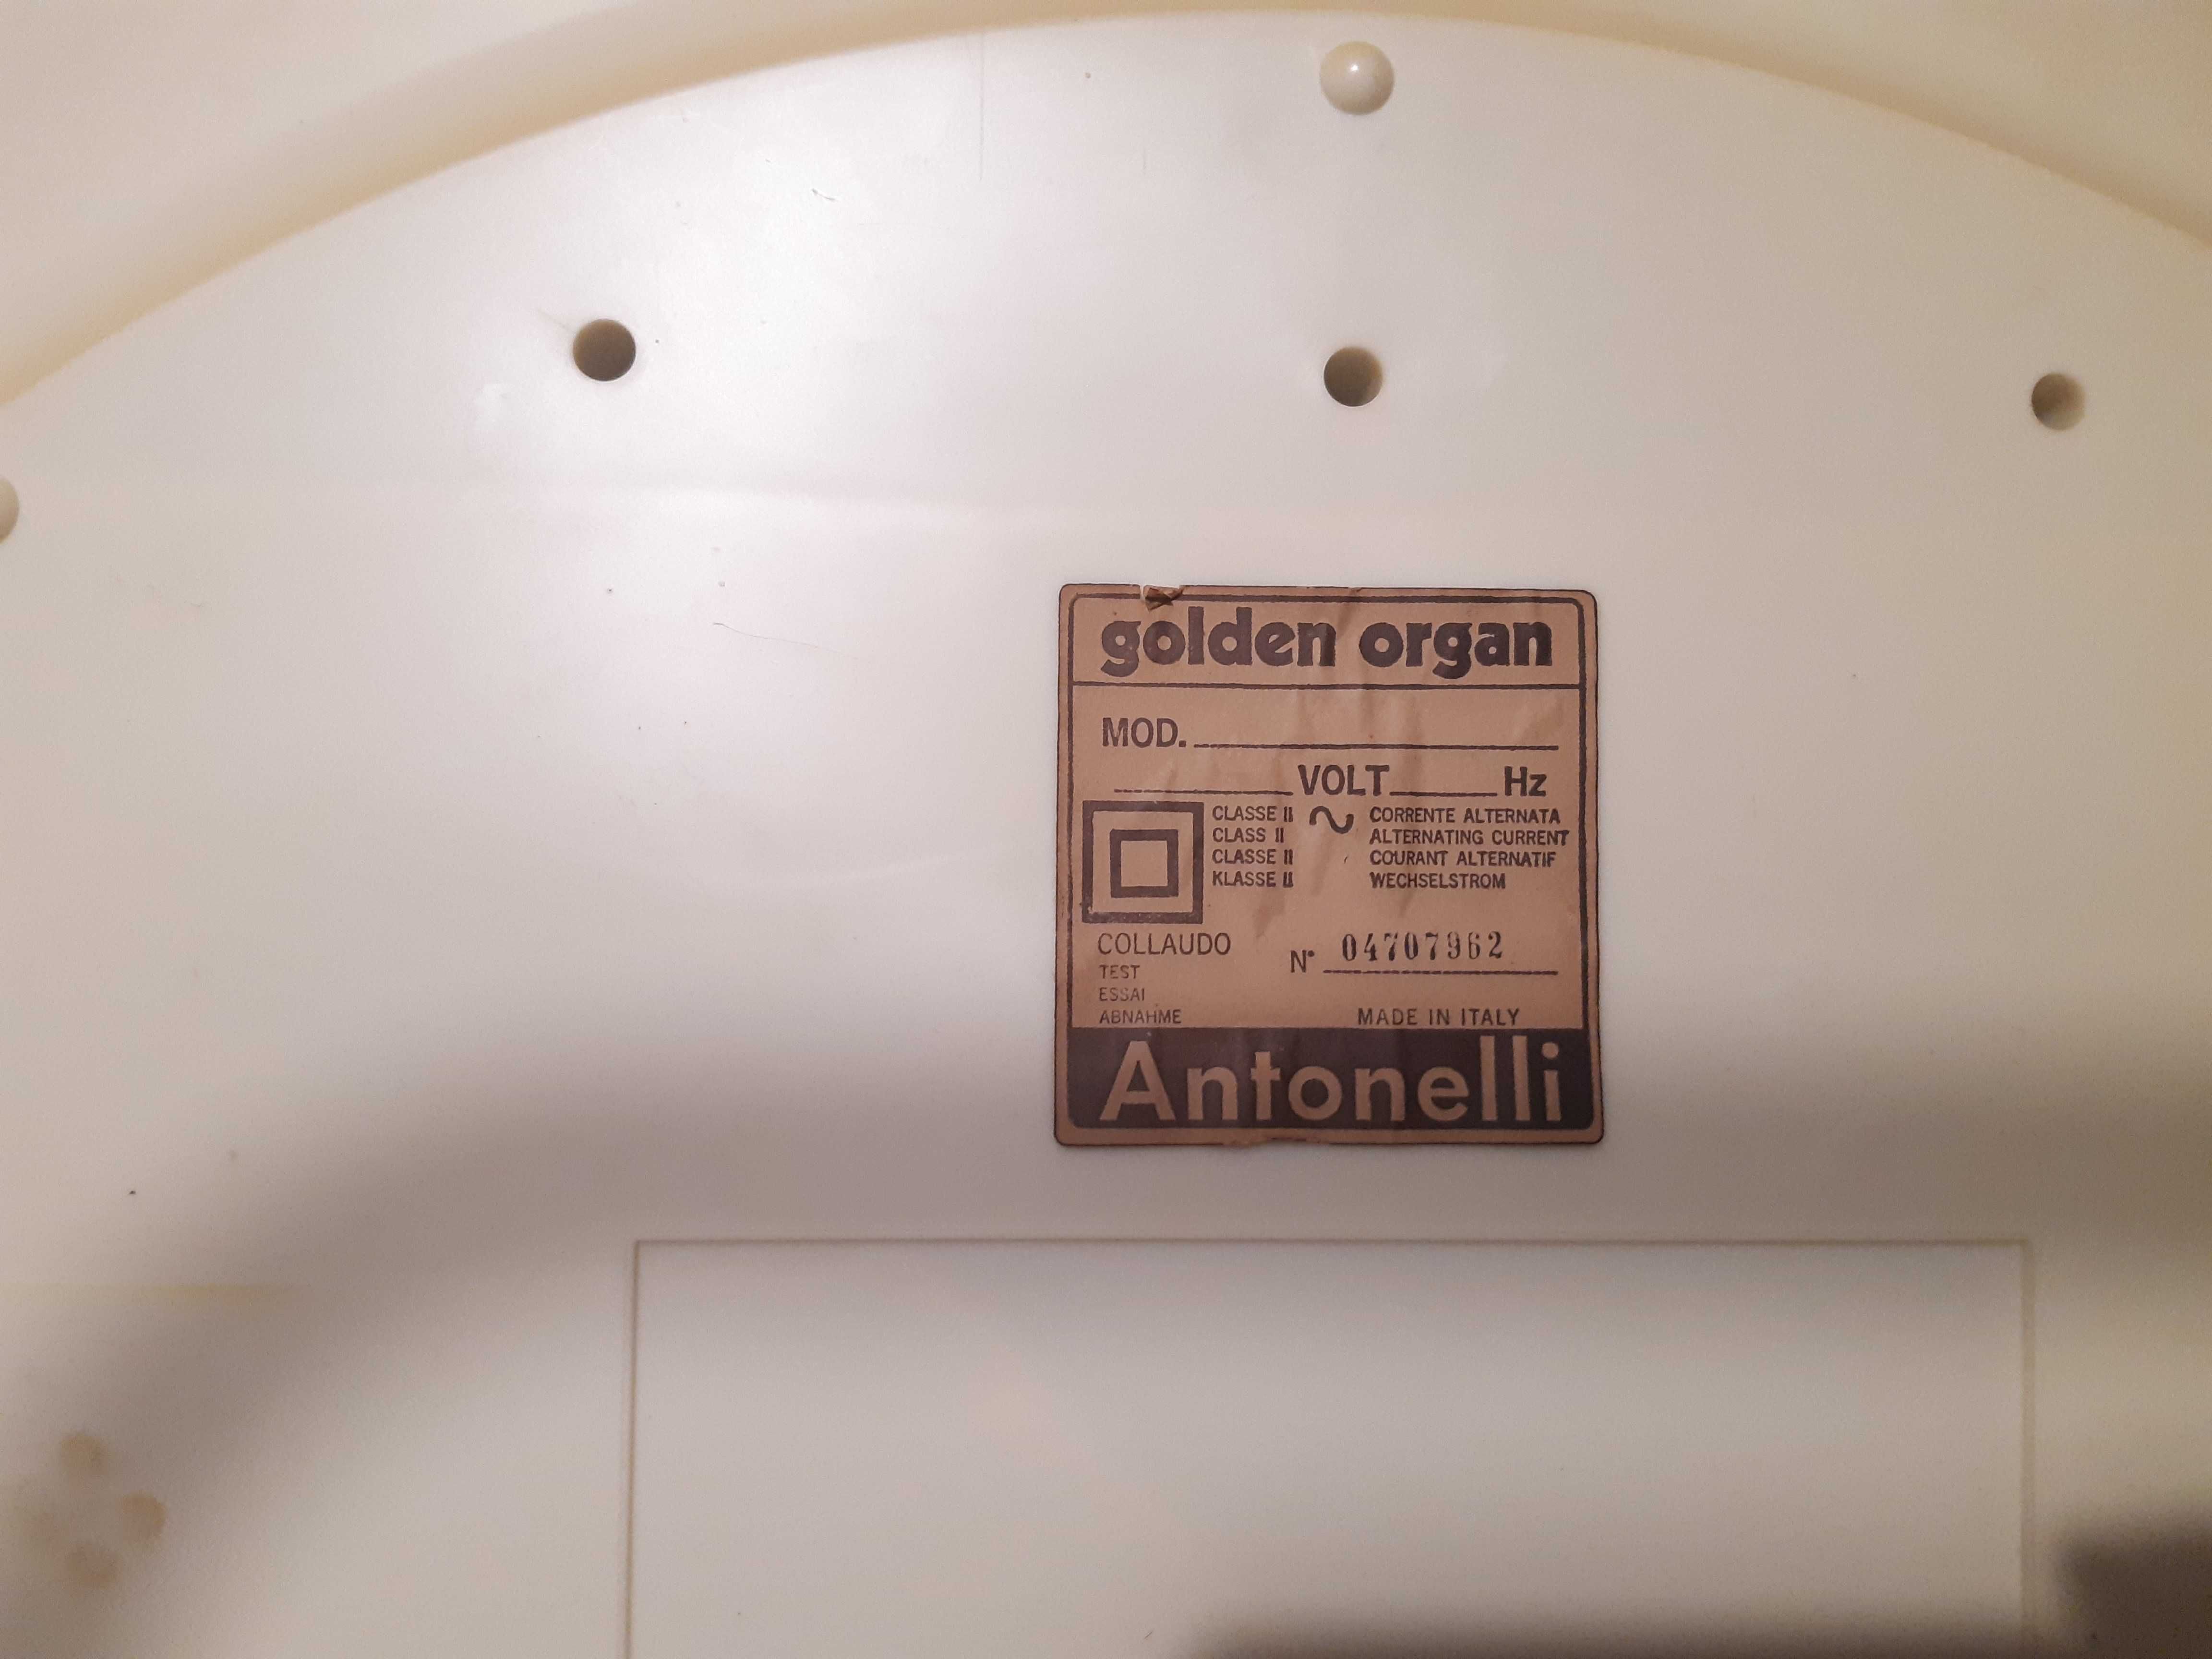 golden organ
MOD.
VOLT Hz
CLASSE II ~ CORRENTE ALTERNATA
CLASS II ALTERNATING CURRENT
CLASSE II COURANT ALTERNATIF
KLASSE II WECHSELSTROM
COLLAUDO
TEST
ESSAI
ABNAHME
N° 04707962
MADE IN ITALY
Antonelli